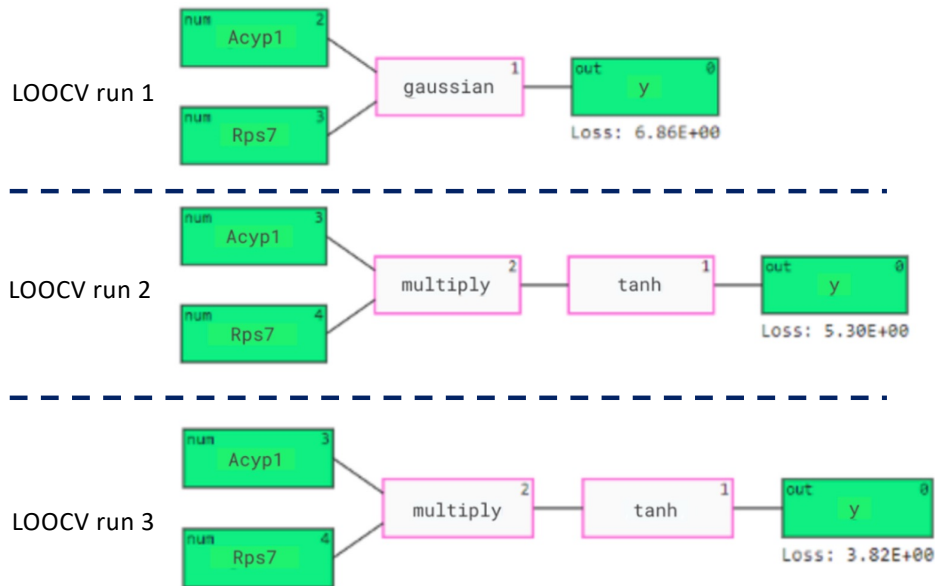 LOOCV run 1
num 2
Acyp1
num 3
Rps7
1
gaussian
out 0
y
Loss: 6.86E+00
LOOCV run 2
num 3
Acyp1
num 4
Rps7
2
multiply
1
tanh
out 0
y
Loss: 5.30E+00
LOOCV run 3
num 3
Acyp1
num 4
Rps7
2
multiply
1
tanh
out 0
y
Loss: 3.82E+00